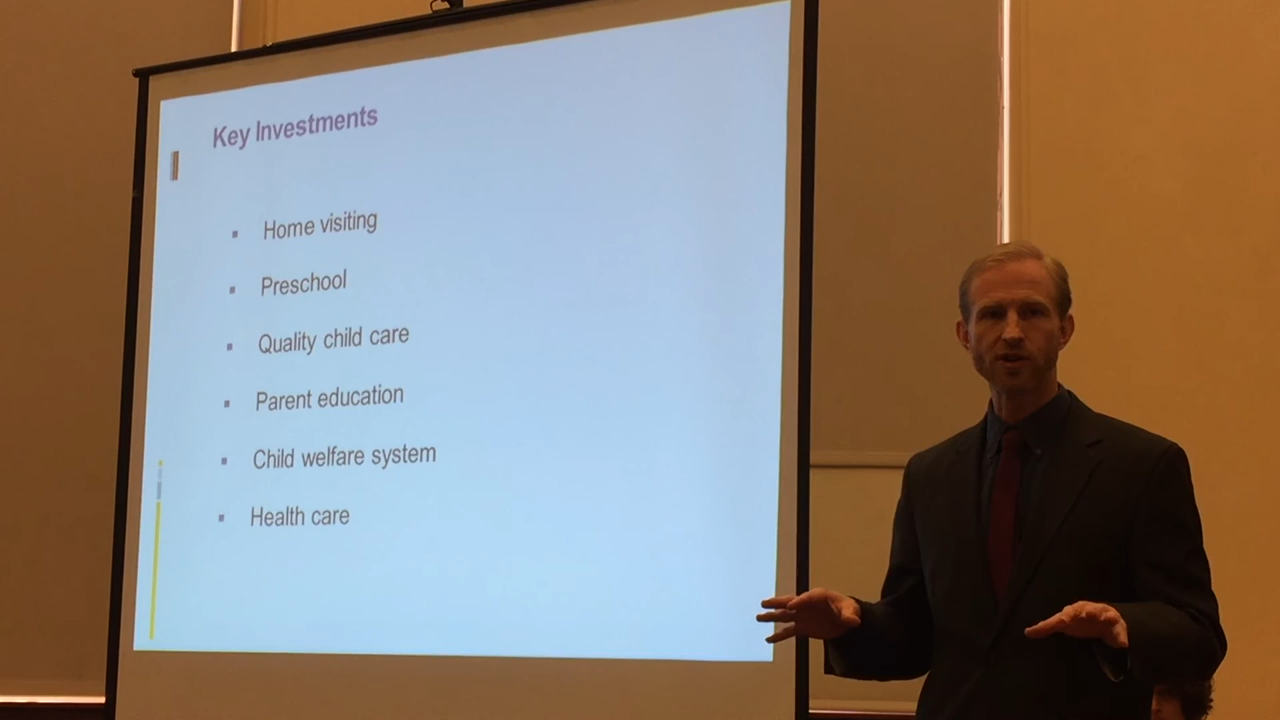 Key Investments
Home visiting
Preschool
Quality child care
Parent education
Child welfare system
Health care